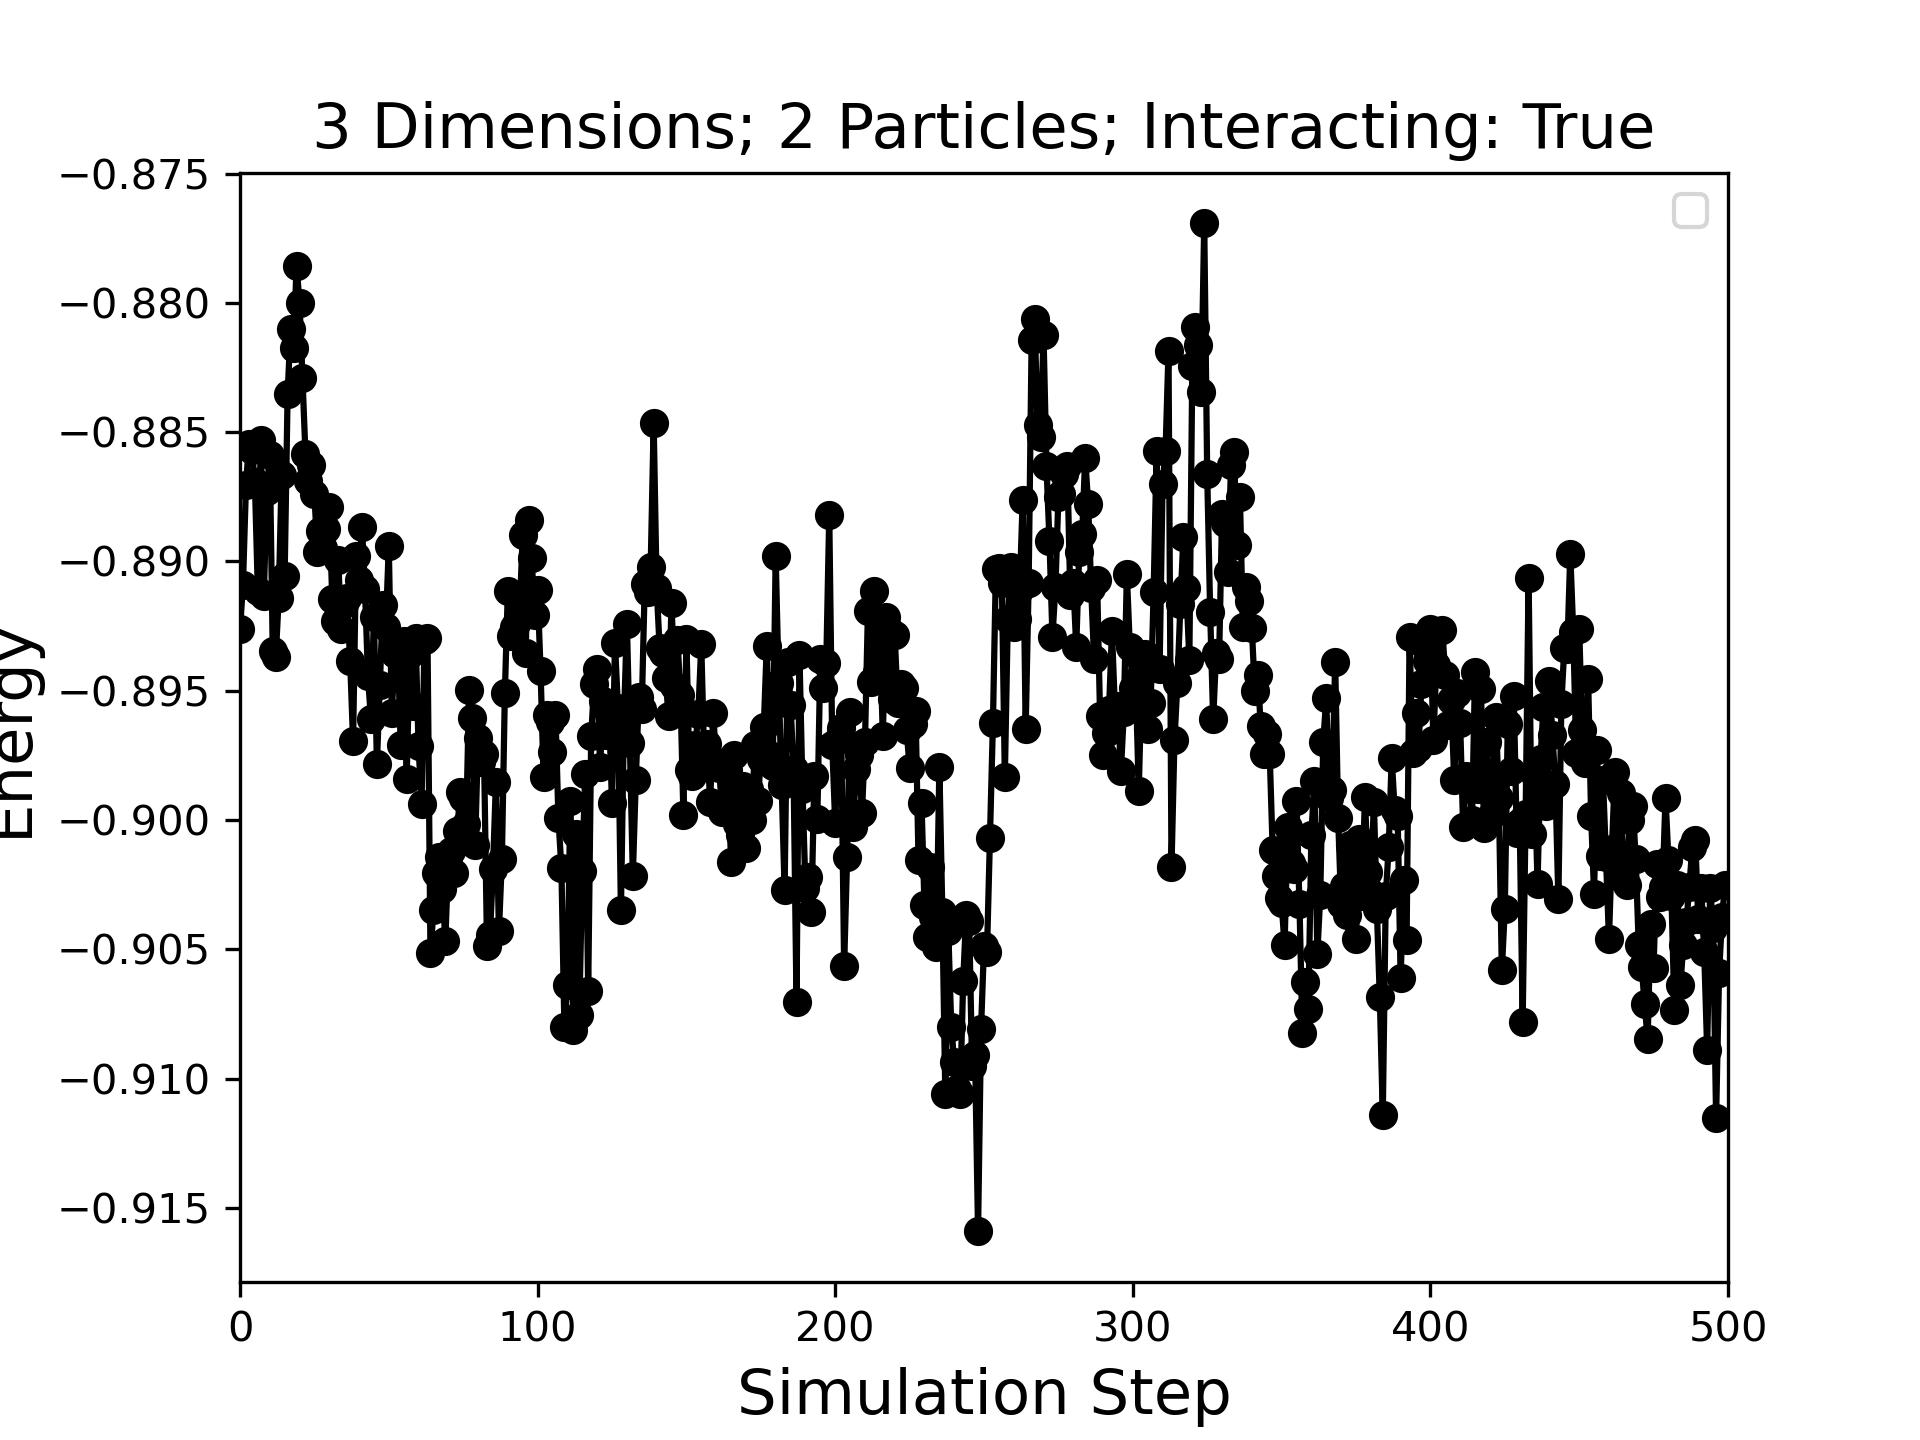 3 Dimensions; 2 Particles; Interacting: True
−0.875
−0.880
−0.885
−0.890
−0.895
−0.900
−0.905
−0.910
−0.915
Energy
0 100 200 300 400 500
Simulation Step